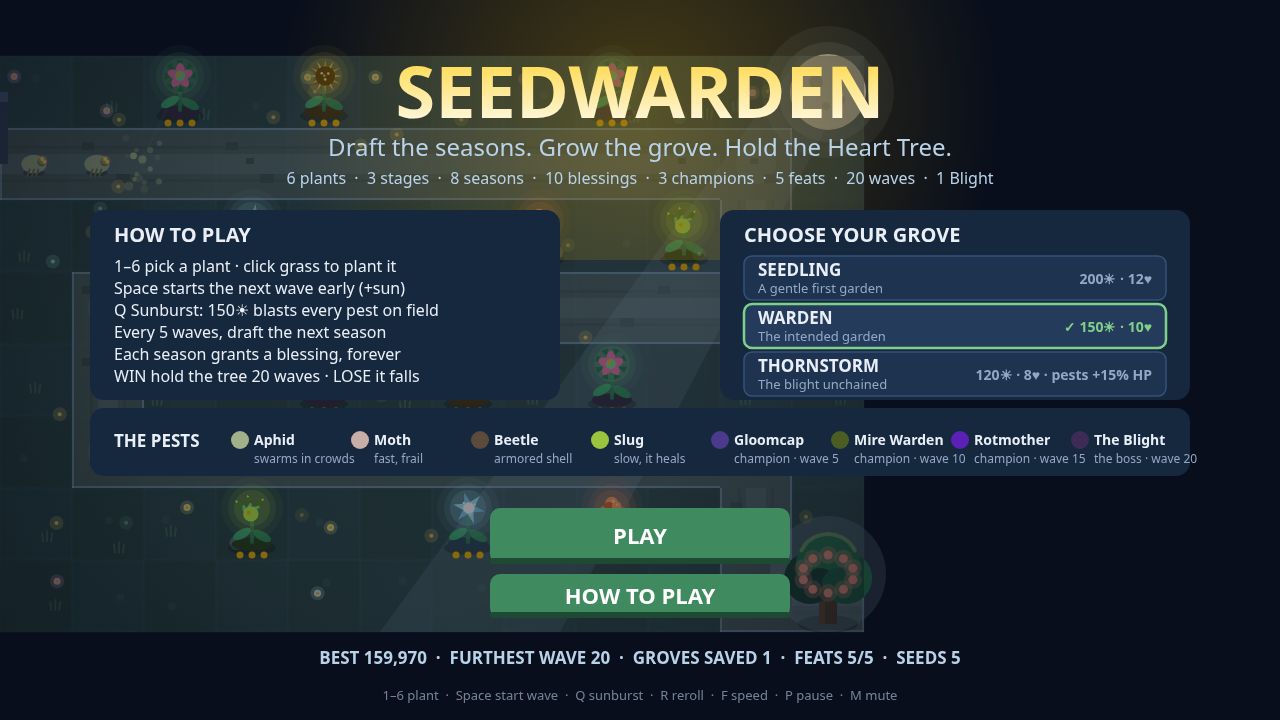 SEEDWARDEN
Draft the seasons. Grow the grove. Hold the Heart Tree.
6 plants · 3 stages · 8 seasons · 10 blessings · 3 champions · 5 feats · 20 waves · 1 Blight
HOW TO PLAY
1–6 pick a plant · click grass to plant it
Space starts the next wave early (+sun)
Q Sunburst: 150☀ blasts every pest on field
Every 5 waves, draft the next season
Each season grants a blessing, forever
WIN hold the tree 20 waves · LOSE it falls
CHOOSE YOUR GROVE
SEEDLING
A gentle first garden
200☀ · 12♥
WARDEN
The intended garden
✓ 150☀ · 10♥
THORNSTORM
The blight unchained
120☀ · 8♥ · pests +15% HP
THE PESTS
Aphid
swarms in crowds
Moth
fast, frail
Beetle
armored shell
Slug
slow, it heals
Gloomcap
champion · wave 5
Mire Warden
champion · wave 10
Rotmother
champion · wave 15
The Blight
the boss · wave 20
PLAY
HOW TO PLAY
BEST 159,970 · FURTHEST WAVE 20 · GROVES SAVED 1 · FEATS 5/5 · SEEDS 5
1–6 plant · Space start wave · Q sunburst · R reroll · F speed · P pause · M mute